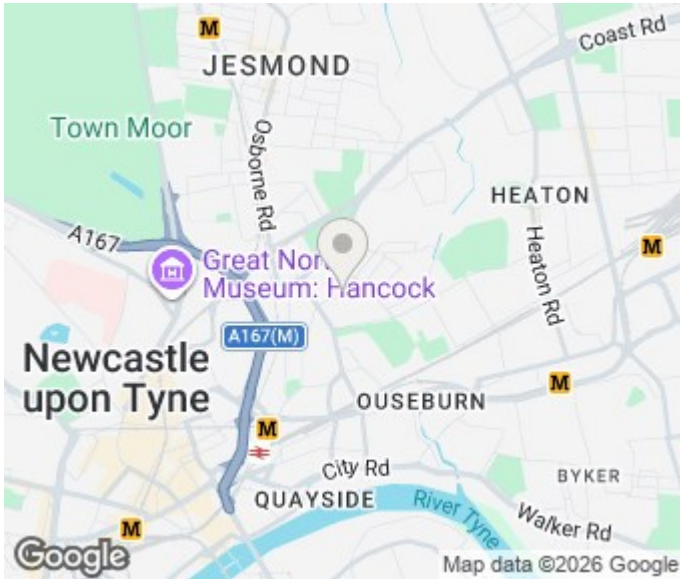 M
JESMOND
Coast Rd
Town Moor
Osborne Rd
HEATON
A167
M
Great Nor
Museum: Hancock
Heaton Rd
A167(M)
Newcastle
upon Tyne
M
OUSEBURN
M
City Rd
BYKER
QUAYSIDE
River Tyne
Walker Rd
M
Google
Map data ©2026 Google